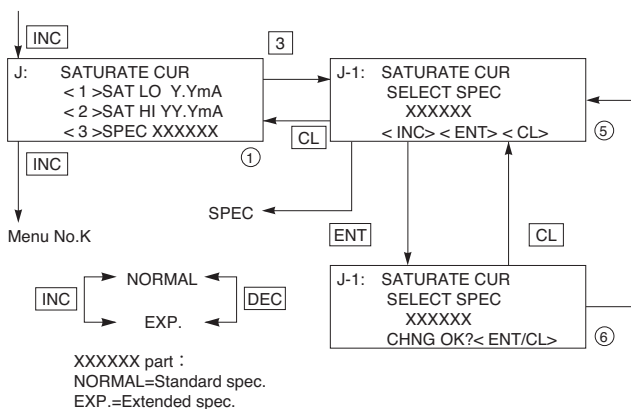 INC
3
J: SATURATE CUR
< 1 >SAT LO Y.YmA
< 2 >SAT HI YY.YmA
< 3 >SPEC XXXXXX
①
J-1: SATURATE CUR
SELECT SPEC
XXXXXX
< INC> < ENT> < CL>
⑤
CL
INC
SPEC
Menu No.K
ENT
CL
INC
NORMAL
EXP.
DEC
J-1: SATURATE CUR
SELECT SPEC
XXXXXX
CHNG OK?< ENT/CL>
⑥
XXXXXX part :
NORMAL=Standard spec.
EXP.=Extended spec.